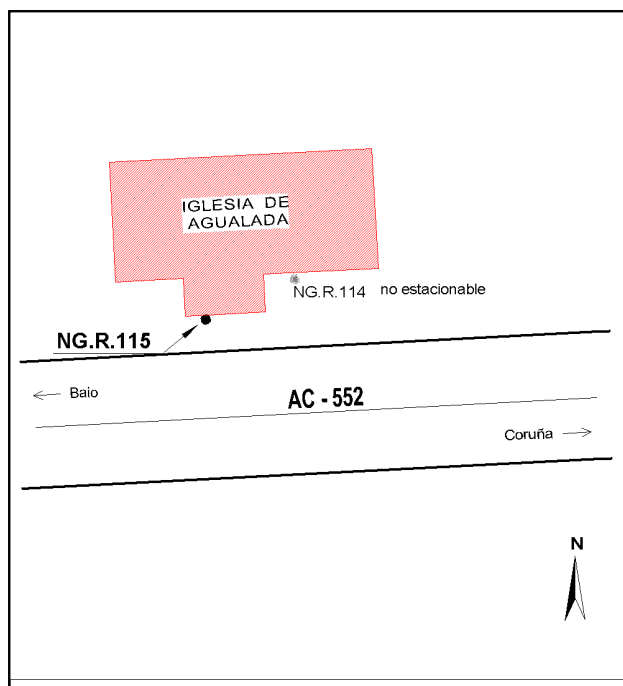 IGLESIA DE
AGUALADA
NG.R.114 no estacionable
NG.R.115
Baio
AC - 552
Coruña
N